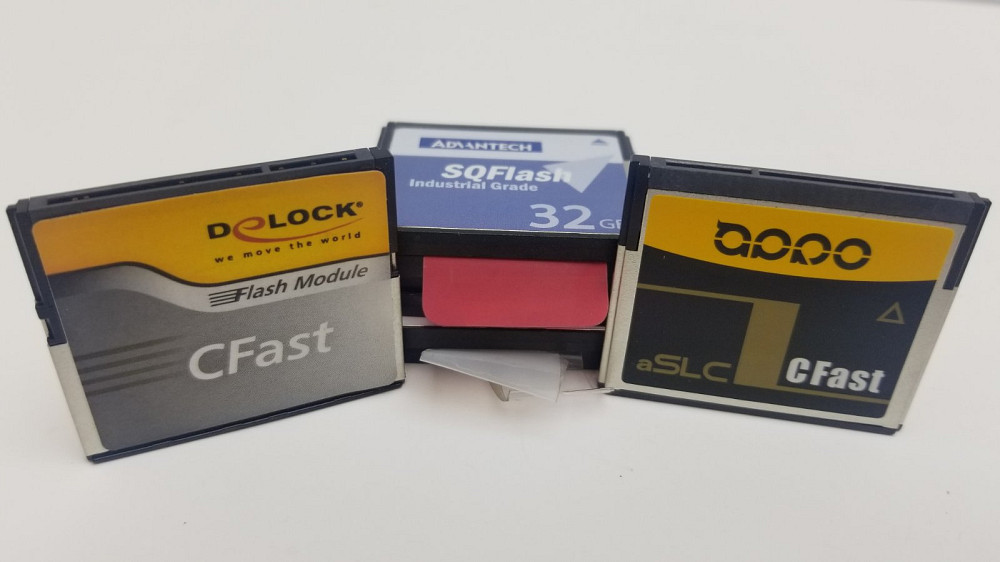 DeLOCK®
we move the world
Flash Module
CFast
ADVANTECH
SQFlash
Industrial Grade
32 GB
aSLC
CFast